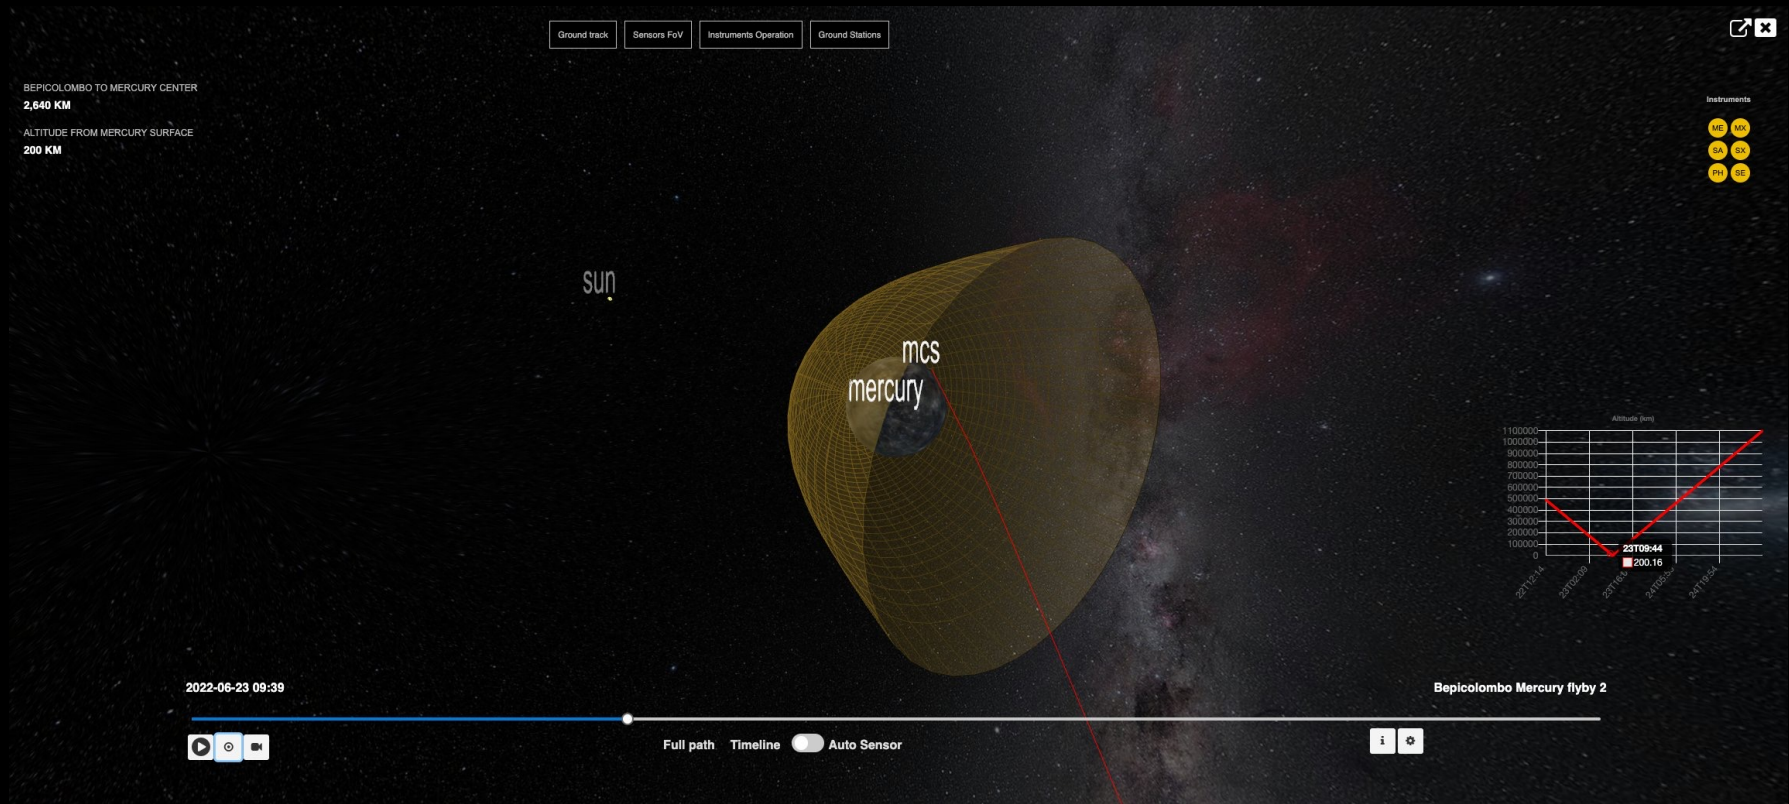 Ground track
Sensors FoV
Instruments Operation
Ground Stations
BEPICOLOMBO TO MERCURY CENTER
2,640 KM
ALTITUDE FROM MERCURY SURFACE
200 KM
Instruments
ME MX
SA SX
PH SE
sun
mcs
mercury
Altitude (km)
1100000
1000000
900000
800000
700000
600000
500000
400000
300000
200000
100000
0
23T09:44
200.16
22T12:14
23T02:09
24T19:54
2022-06-23 09:39
Bepicolombo Mercury flyby 2
Full path
Timeline
Auto Sensor
i